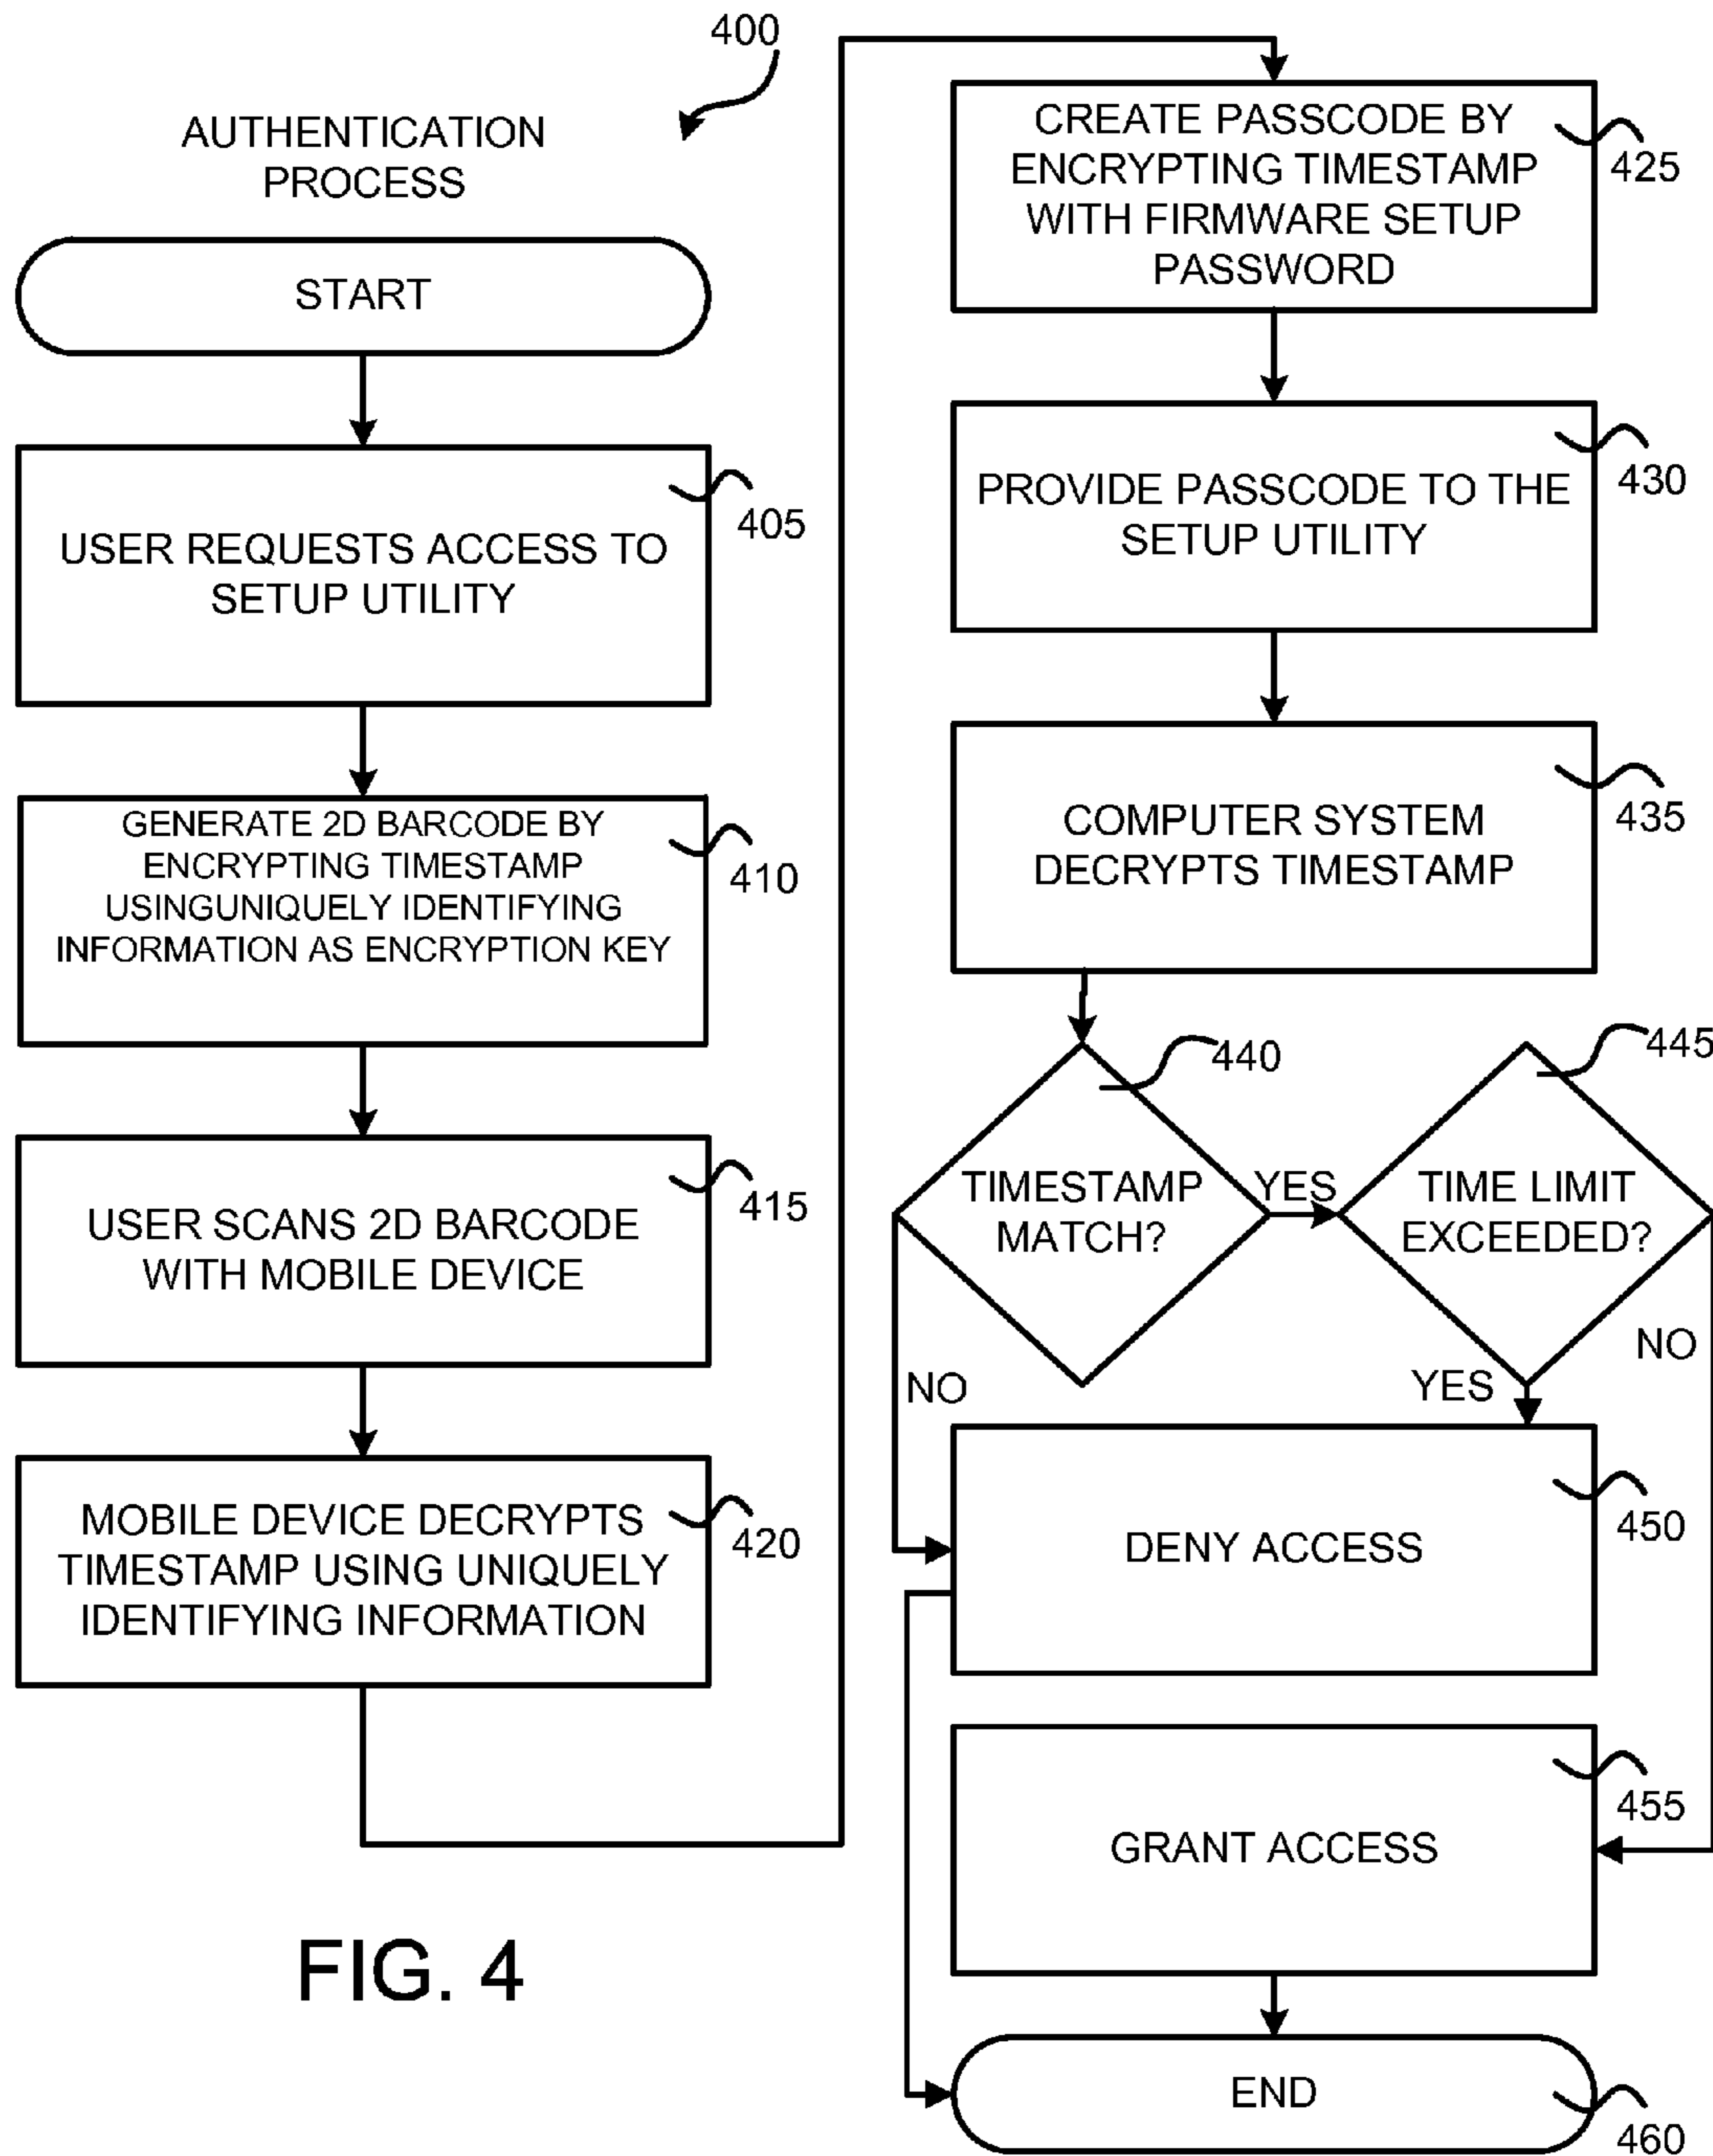 400
AUTHENTICATION
PROCESS
START
405
USER REQUESTS ACCESS TO
SETUP UTILITY
GENERATE 2D BARCODE BY
ENCRYPTING TIMESTAMP
USINGUNIQUELY IDENTIFYING
INFORMATION AS ENCRYPTION KEY
410
415
USER SCANS 2D BARCODE
WITH MOBILE DEVICE
MOBILE DEVICE DECRYPTS
TIMESTAMP USING UNIQUELY
IDENTIFYING INFORMATION
420
CREATE PASSCODE BY
ENCRYPTING TIMESTAMP
WITH FIRMWARE SETUP
PASSWORD
425
430
PROVIDE PASSCODE TO THE
SETUP UTILITY
435
COMPUTER SYSTEM
DECRYPTS TIMESTAMP
440
TIMESTAMP
MATCH?
YES
NO
445
TIME LIMIT
EXCEEDED?
NO
YES
450
DENY ACCESS
455
GRANT ACCESS
END
460
FIG. 4